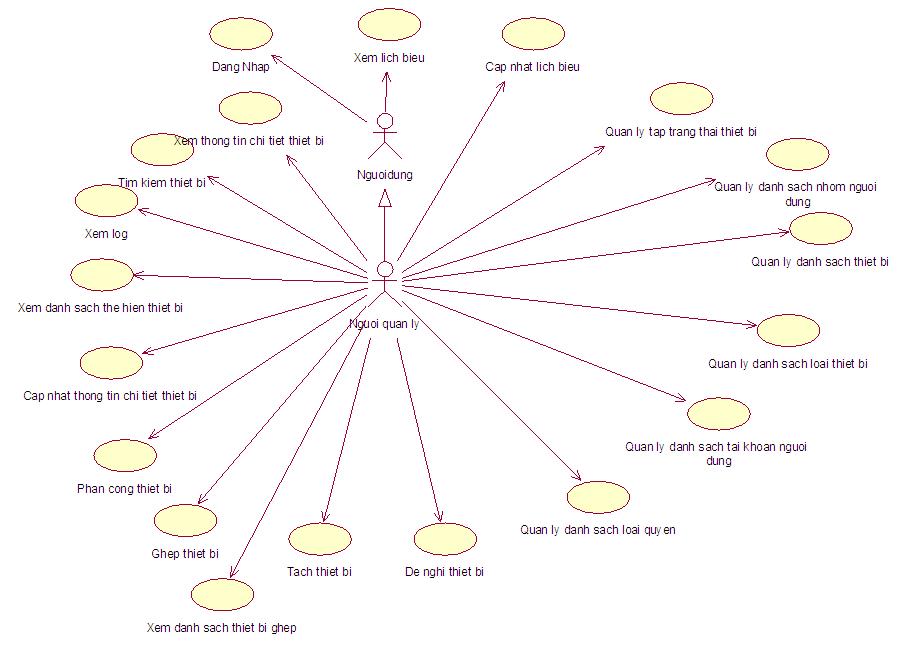 Dang Nhap
Xem lich bieu
Cap nhat lich bieu
Xem thong tin chi tiet thiet bi
Quan ly tap trang thai thiet bi
Nguoidung
Tim kiem thiet bi
Quan ly danh sach nhom nguoi
dung
Xem log
Quan ly danh sach thiet bi
Xem danh sach the hien thiet bi
Nguoi quan ly
Quan ly danh sach loai thiet bi
Cap nhat thong tin chi tiet thiet bi
Quan ly danh sach tai khoan nguoi
dung
Phan cong thiet bi
Quan ly danh sach loai quyen
Ghep thiet bi
Tach thiet bi
De nghi thiet bi
Xem danh sach thiet bi ghep